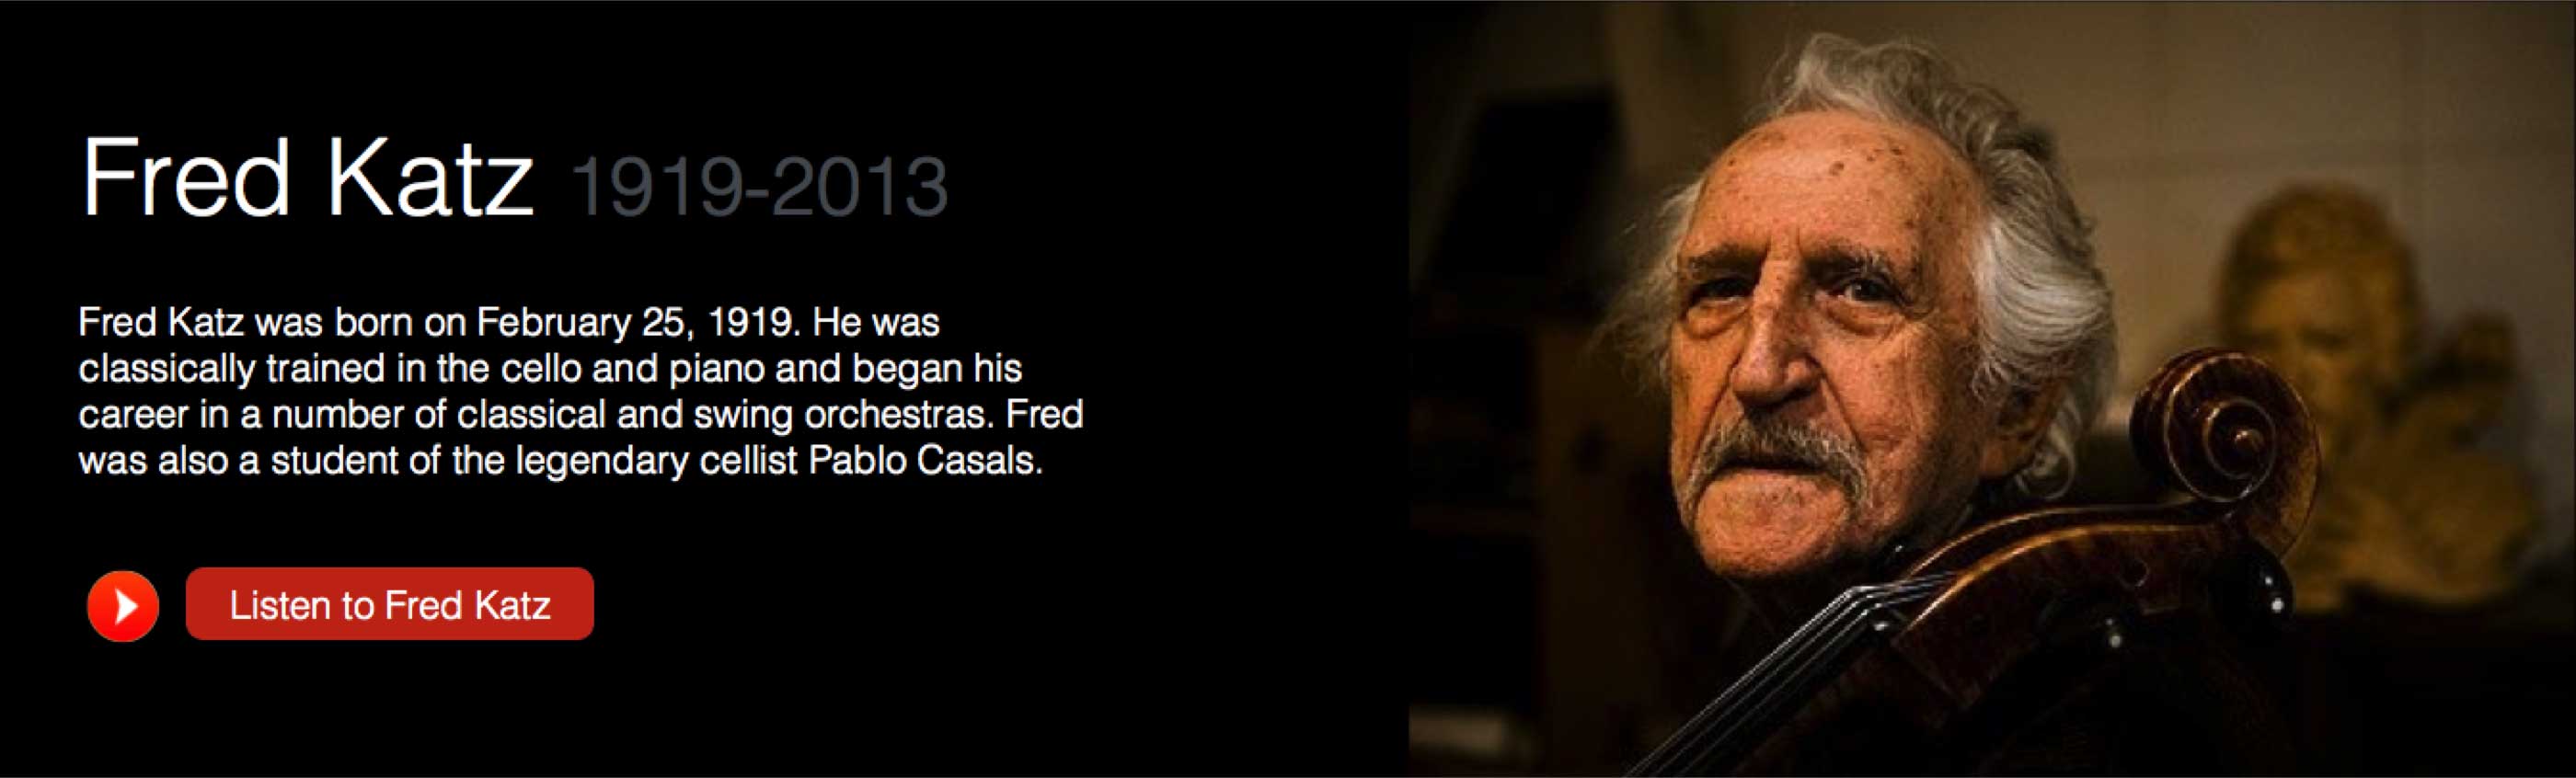 Fred Katz 1919-2013
Fred Katz was born on February 25, 1919. He was
classically trained in the cello and piano and began his
career in a number of classical and swing orchestras. Fred
was also a student of the legendary cellist Pablo Casals.
Listen to Fred Katz